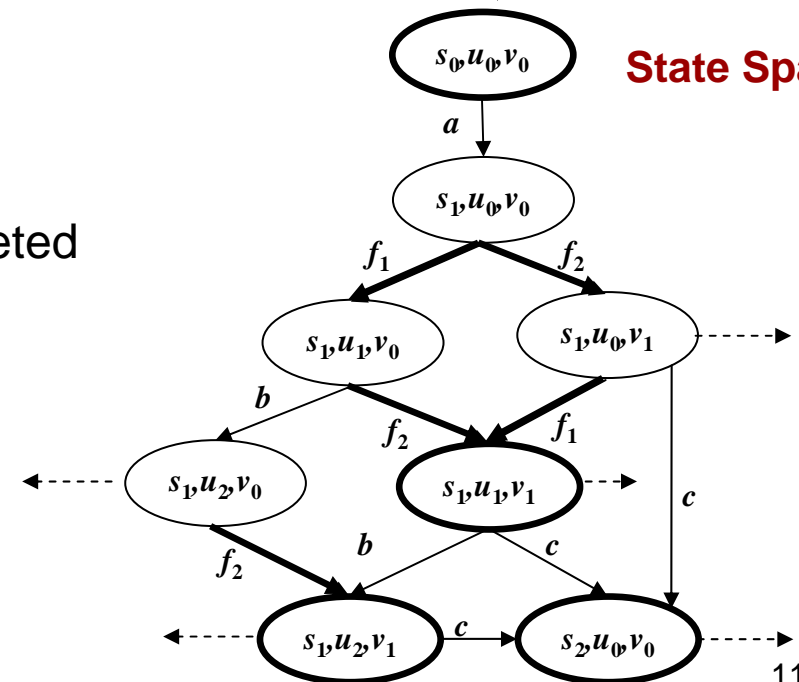 s₀,u₀,v₀
State Spa
a
s₁,u₀,v₀
eted
f₁
f₂
s₁,u₁,v₀
s₁,u₀,v₁
b
f₂
f₁
s₁,u₂,v₀
s₁,u₁,v₁
c
b
c
f₂
s₁,u₂,v₁
c
s₂,u₀,v₀
11